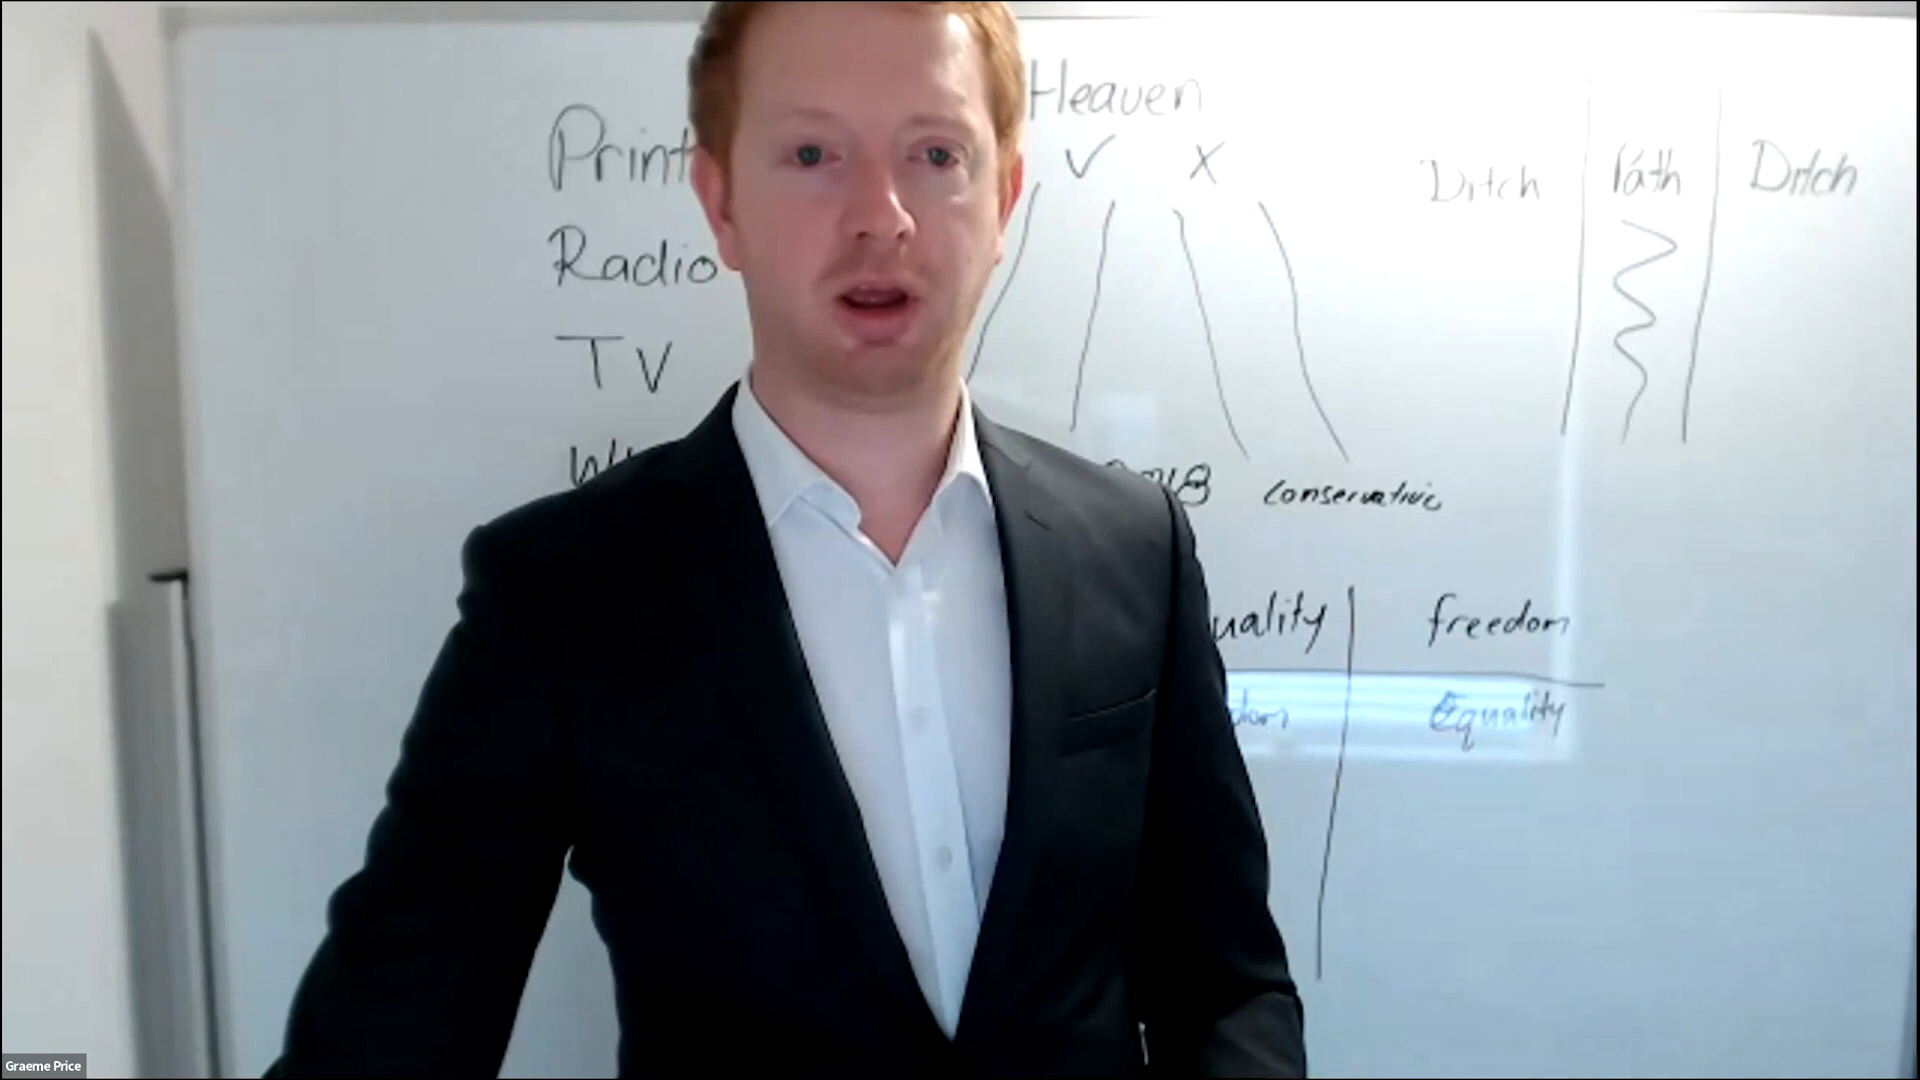 Heaven
Print
✓ X
Ditch Path Ditch
Radio
TV
conservative
freedom
Equality
Graeme Price